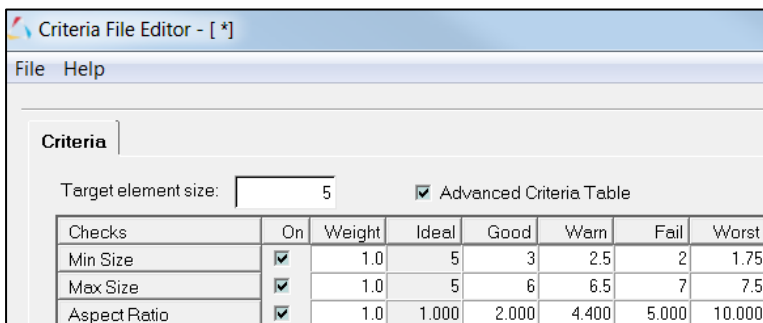 Criteria File Editor - [ *]
File Help
Criteria
Target element size: 5 Advanced Criteria Table
Checks On Weight Ideal Good Warn Fail Worst
Min Size 1.0 5 3 2.5 2 1.75
Max Size 1.0 5 6 6.5 7 7.5
Aspect Ratio 1.0 1.000 2.000 4.400 5.000 10.000